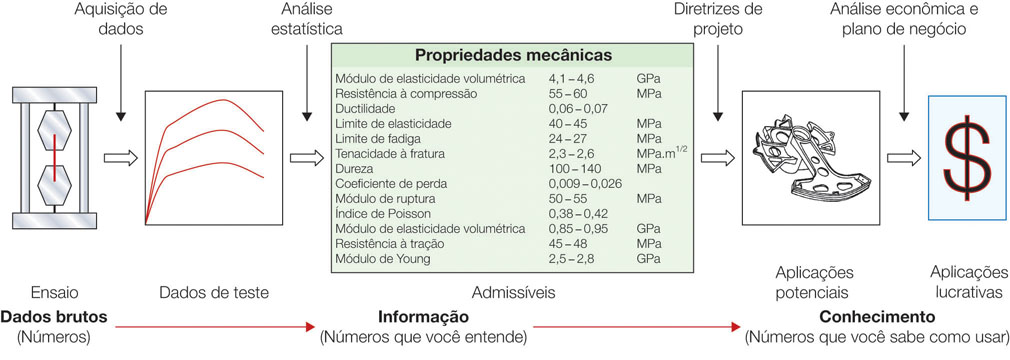 Aquisição de
dados
Análise
estatística
Diretrizes de
projeto
Análise econômica e
plano de negócio
Propriedades mecânicas
Módulo de elasticidade volumétrica 4,1 – 4,6 GPa
Resistência à compressão 55 – 60 MPa
Ductilidade 0,06 – 0,07
Limite de elasticidade 40 – 45 MPa
Limite de fadiga 24 – 27 MPa
Tenacidade à fratura 2,3 – 2,6 MPa.m1/2
Dureza 100 – 140 MPa
Coeficiente de perda 0,009 – 0,026
Módulo de ruptura 50 – 55 MPa
Índice de Poisson 0,38 – 0,42
Módulo de elasticidade volumétrica 0,85 – 0,95 GPa
Resistência à tração 45 – 48 MPa
Módulo de Young 2,5 – 2,8 GPa
$
Ensaio
Dados de teste
Admissíveis
Aplicações
potenciais
Aplicações
lucrativas
Dados brutos
(Números)
Informação
(Números que você entende)
Conhecimento
(Números que você sabe como usar)